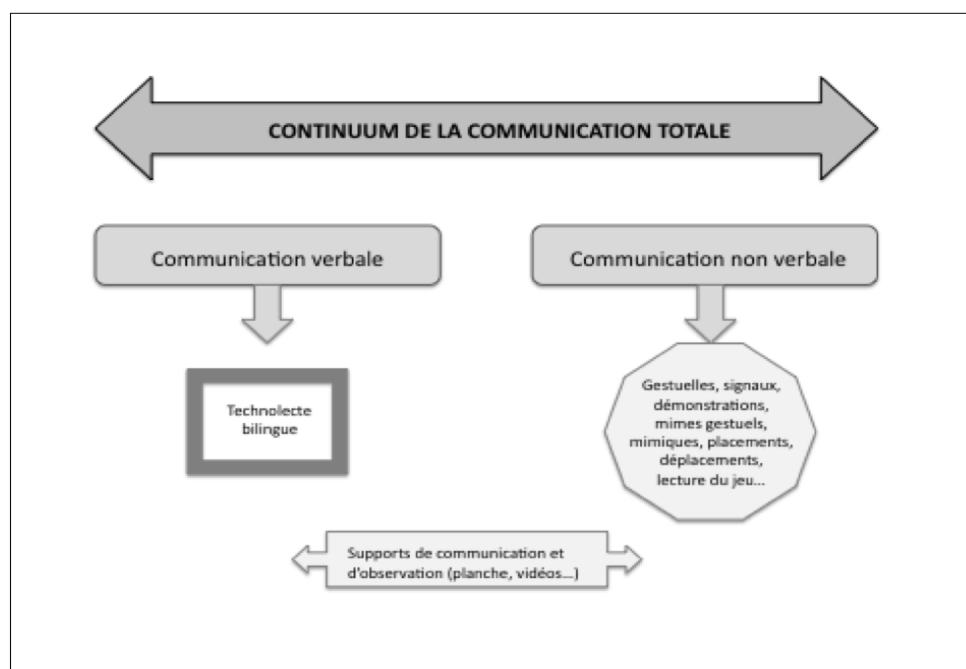 CONTINUUM DE LA COMMUNICATION TOTALE
Communication verbale
Communication non verbale
Technolecte
bilingue
Gestuelles, signaux,
démonstrations,
mimes gestuels,
mimiques, placements,
déplacements,
lecture du jeu...
Supports de communication et
d'observation (planche, vidéos...)